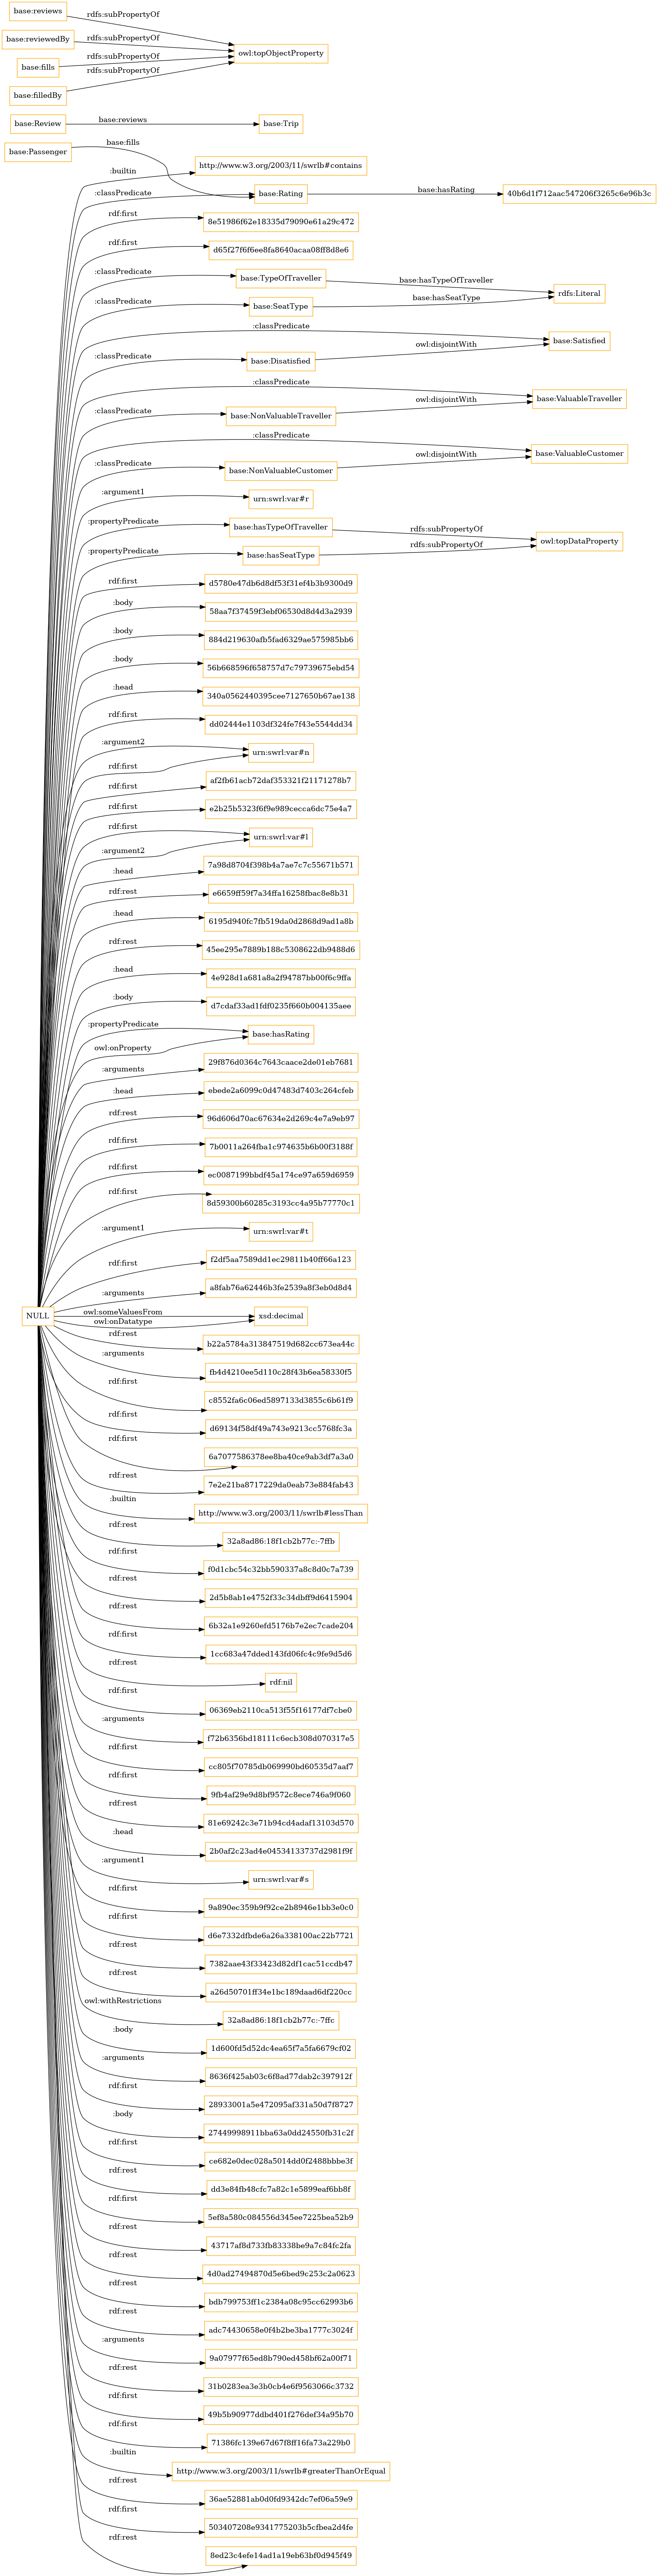 base:reviews
rdfs:subPropertyOf
base:reviewedBy
rdfs:subPropertyOf
owl:topObjectProperty
base:fills
rdfs:subPropertyOf
rdfs:subPropertyOf
base:filledBy
base:Review
base:reviews
base:Trip
base:Passenger
base:fills
:builtin
http://www.w3.org/2003/11/swrlb#contains
:classPredicate
base:Rating
base:hasRating
40b6d1f712aac547206f3265c6e96b3c
rdf:first
8e51986f62e18335d79090e61a29c472
rdf:first
d65f27f6f6ee8fa8640acaa08ff8d8e6
:classPredicate
base:TypeOfTraveller
base:hasTypeOfTraveller
rdfs:Literal
:classPredicate
base:SeatType
base:hasSeatType
:classPredicate
base:Satisfied
:classPredicate
base:Disatisfied
owl:disjointWith
:classPredicate
base:ValuableTraveller
:classPredicate
base:NonValuableTraveller
owl:disjointWith
:classPredicate
base:ValuableCustomer
:classPredicate
base:NonValuableCustomer
owl:disjointWith
:argument1
urn:swrl:var#r
:propertyPredicate
base:hasTypeOfTraveller
rdfs:subPropertyOf
owl:topDataProperty
:propertyPredicate
base:hasSeatType
rdfs:subPropertyOf
rdf:first
d5780e47db6d8df53f31ef4b3b9300d9
:body
58aa7f37459f3ebf06530d8d4d3a2939
:body
884d219630afb5fad6329ae575985bb6
:body
56b668596f658757d7c79739675ebd54
:head
340a0562440395cee7127650b67ae138
rdf:first
dd02444e1103df324fe7f43e5544dd34
:argument2
urn:swrl:var#n
rdf:first
rdf:first
af2fb61acb72daf353321f21171278b7
rdf:first
e2b25b5323f6f9e989cecca6dc75e4a7
rdf:first
urn:swrl:var#l
:argument2
:head
7a98d8704f398b4a7ae7c7c55671b571
rdf:rest
e6659ff59f7a34ffa16258fbac8e8b31
:head
6195d940fc7fb519da0d2868d9ad1a8b
rdf:rest
45ee295e7889b188c5308622db9488d6
:head
4e928d1a681a8a2f94787bb00f6c9ffa
:body
d7cdaf33ad1fdf0235f660b004135aee
:propertyPredicate
base:hasRating
owl:onProperty
:arguments
29f876d0364c7643caace2de01eb7681
:head
ebede2a6099c0d47483d7403c264cfeb
rdf:rest
96d606d70ac67634e2d269c4e7a9eb97
rdf:first
7b0011a264fba1c974635b6b00f3188f
rdf:first
ec0087199bbdf45a174ce97a659d6959
rdf:first
8d59300b60285c3193cc4a95b77770c1
:argument1
urn:swrl:var#t
rdf:first
f2df5aa7589dd1ec29811b40ff66a123
:arguments
a8fab76a62446b3fe2539a8f3eb0d8d4
NULL
owl:someValuesFrom
xsd:decimal
owl:onDatatype
rdf:rest
b22a5784a313847519d682cc673ea44c
:arguments
fb4d4210ee5d110c28f43b6ea58330f5
rdf:first
c8552fa6c06ed5897133d3855c6b61f9
rdf:first
d69134f58df49a743e9213cc5768fc3a
rdf:first
6a7077586378ee8ba40ce9ab3df7a3a0
rdf:rest
7e2e21ba8717229da0eab73e884fab43
:builtin
http://www.w3.org/2003/11/swrlb#lessThan
rdf:rest
32a8ad86:18f1cb2b77c:-7ffb
rdf:first
f0d1cbc54c32bb590337a8c8d0c7a739
rdf:rest
2d5b8ab1e4752f33c34dbff9d6415904
rdf:rest
6b32a1e9260efd5176b7e2ec7cade204
rdf:first
1cc683a47dded143fd06fc4c9fe9d5d6
rdf:rest
rdf:nil
rdf:first
06369eb2110ca513f55f16177df7cbe0
:arguments
f72b6356bd18111c6ecb308d070317e5
rdf:first
cc805f70785db069990bd60535d7aaf7
rdf:first
9fb4af29e9d8bf9572c8ece746a9f060
rdf:rest
81e69242c3e71b94cd4adaf13103d570
:head
2b0af2c23ad4e04534133737d2981f9f
:argument1
urn:swrl:var#s
rdf:first
9a890ec359b9f92ce2b8946e1bb3e0c0
rdf:first
d6e7332dfbde6a26a338100ac22b7721
rdf:rest
7382aae43f33423d82df1cac51ccdb47
rdf:rest
a26d50701ff34e1bc189daad6df220cc
owl:withRestrictions
32a8ad86:18f1cb2b77c:-7ffc
:body
1d600fd5d52dc4ea65f7a5fa6679cf02
:arguments
8636f425ab03c6f8ad77dab2c397912f
rdf:first
28933001a5e472095af331a50d7f8727
:body
27449998911bba63a0dd24550fb31c2f
rdf:first
ce682e0dec028a5014dd0f2488bbbe3f
rdf:rest
dd3e84fb48cfc7a82c1e5899eaf6bb8f
rdf:first
5ef8a580c084556d345ee7225bea52b9
rdf:rest
43717af8d733fb83338be9a7c84fc2fa
rdf:rest
4d0ad27494870d5e6bed9c253c2a0623
rdf:rest
bdb799753ff1c2384a08c95cc62993b6
rdf:rest
adc74430658e0f4b2be3ba1777c3024f
:arguments
9a07977f65ed8b790ed458bf62a00f71
rdf:rest
31b0283ea3e3b0cb4e6f9563066c3732
rdf:first
49b5b90977ddbd401f276def34a95b70
rdf:first
71386fc139e67d67f8ff16fa73a229b0
:builtin
http://www.w3.org/2003/11/swrlb#greaterThanOrEqual
rdf:rest
36ae52881ab0d0fd9342dc7ef06a59e9
rdf:first
503407208e9341775203b5cfbea2d4fe
rdf:rest
8ed23c4efe14ad1a19eb63bf0d945f49